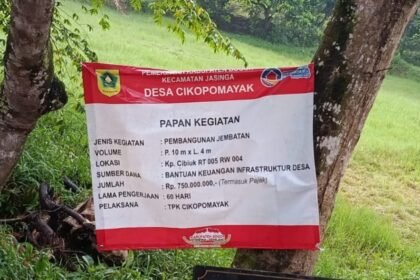 KECAMATAN JASINGA
DESA CIKOPOMAYAK
PAPAN KEGIATAN
JENIS KEGIATAN : PEMBANGUNAN JEMBATAN
VOLUME : P. 10 m x L. 4 m
LOKASI : Kp. Cibiuk RT 005 RW 004
SUMBER DANA : BANTUAN KEUANGAN INFRASTRUKTUR DESA
JUMLAH : Rp. 750.000.000,- (Termasuk Pajak)
LAMA PENGERJAAN : 60 HARI
PELAKSANA : TPK CIKOPOMAYAK